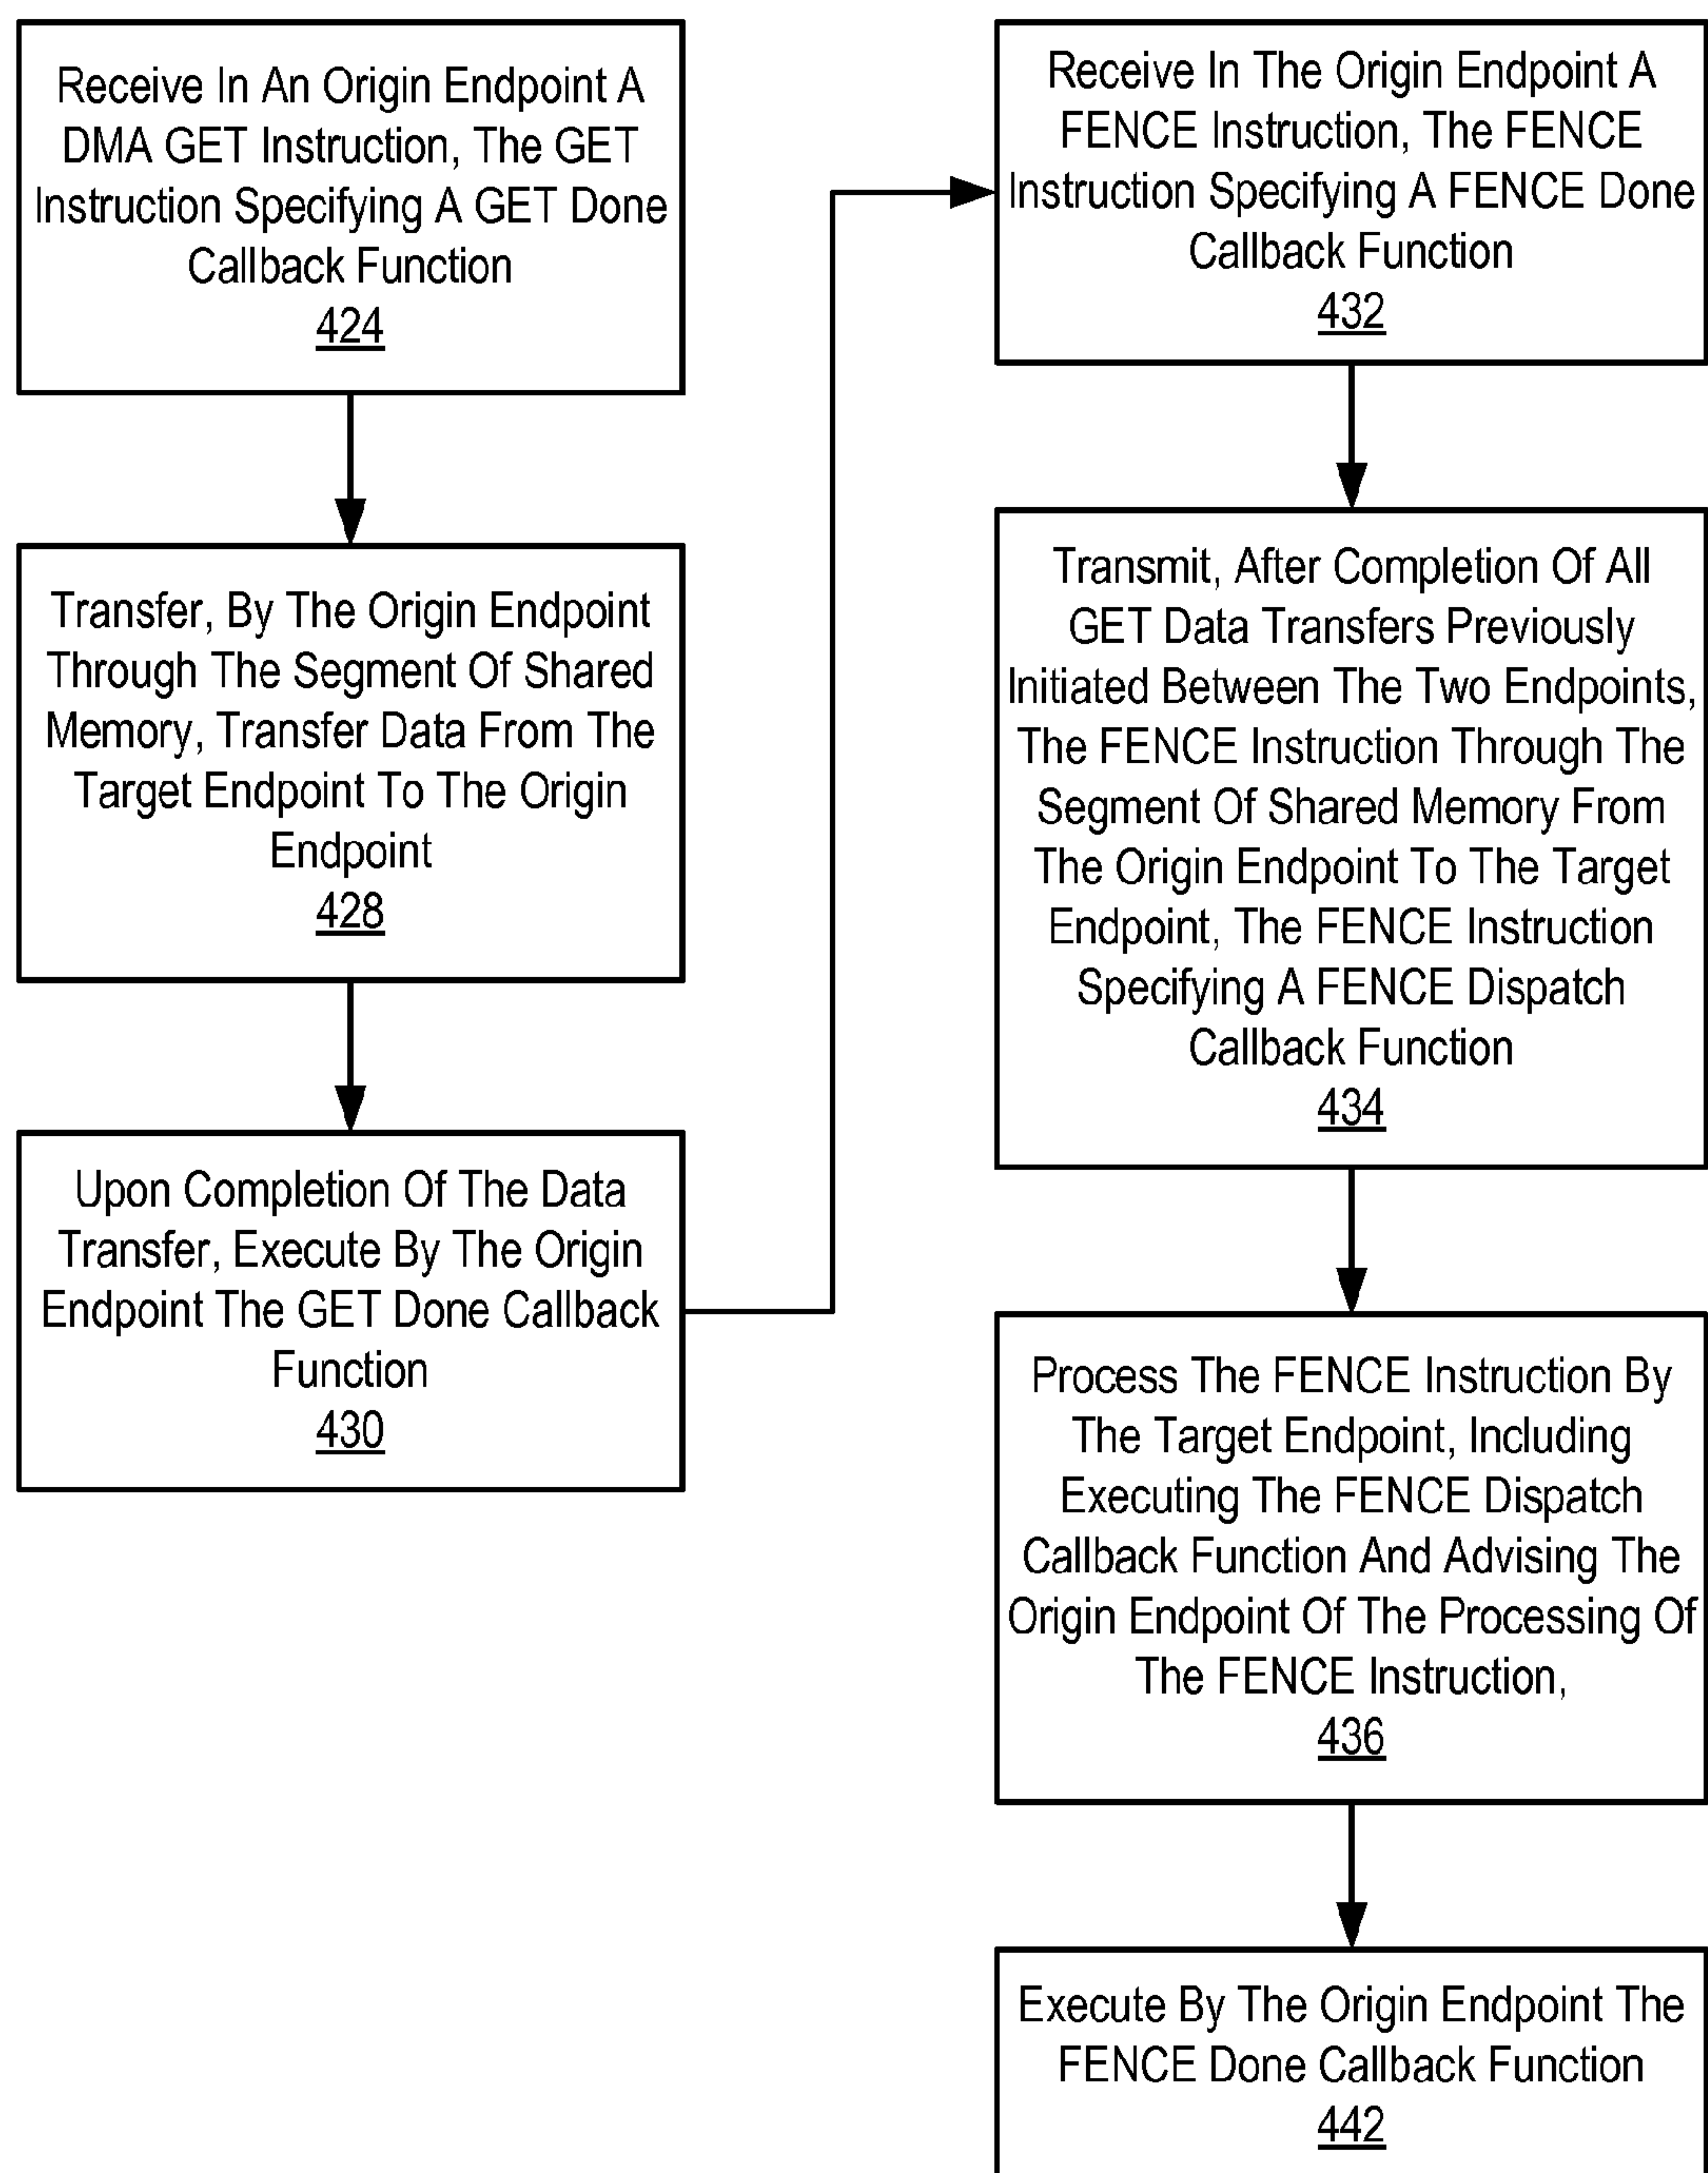 Receive In An Origin Endpoint A
DMA GET Instruction, The GET
Instruction Specifying A GET Done
Callback Function
424
Transfer, By The Origin Endpoint
Through The Segment Of Shared
Memory, Transfer Data From The
Target Endpoint To The Origin
Endpoint
428
Upon Completion Of The Data
Transfer, Execute By The Origin
Endpoint The GET Done Callback
Function
430
Receive In The Origin Endpoint A
FENCE Instruction, The FENCE
Instruction Specifying A FENCE Done
Callback Function
432
Transmit, After Completion Of All
GET Data Transfers Previously
Initiated Between The Two Endpoints,
The FENCE Instruction Through The
Segment Of Shared Memory From
The Origin Endpoint To The Target
Endpoint, The FENCE Instruction
Specifying A FENCE Dispatch
Callback Function
434
Process The FENCE Instruction By
The Target Endpoint, Including
Executing The FENCE Dispatch
Callback Function And Advising The
Origin Endpoint Of The Processing Of
The FENCE Instruction,
436
Execute By The Origin Endpoint The
FENCE Done Callback Function
442